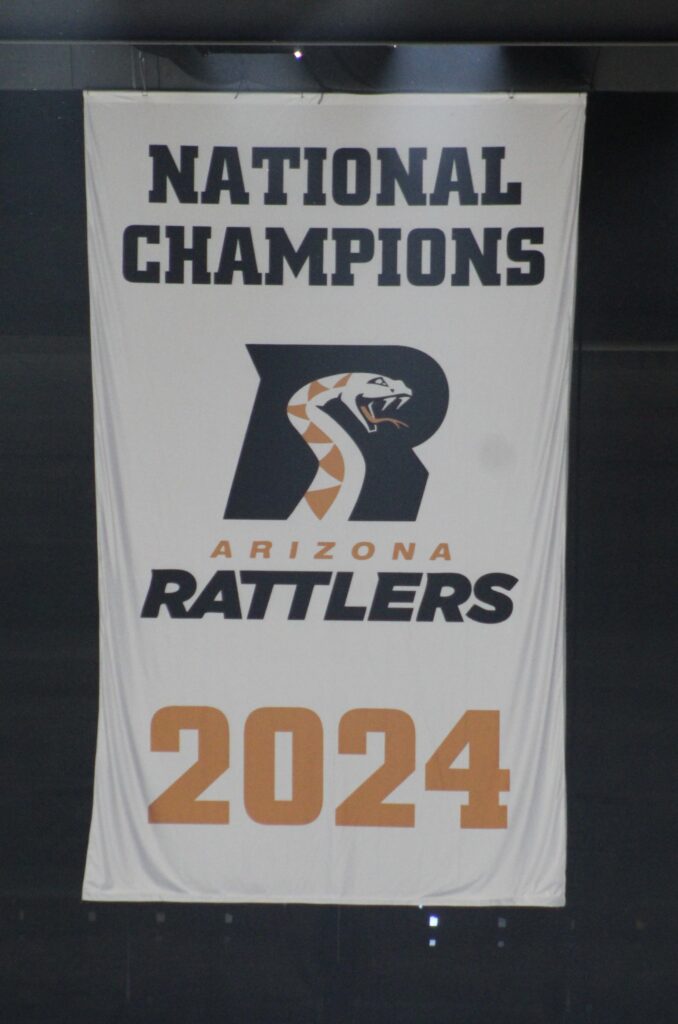 NATIONAL
CHAMPIONS
R
ARIZONA
RATTLERS
2024